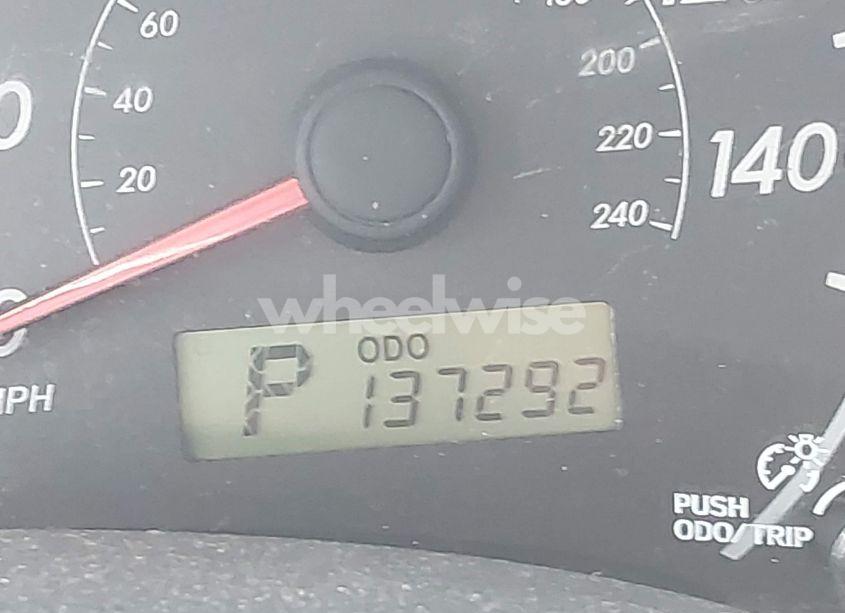 60
40
20
200
220
240
140
wheelwise
ODO
P 137292
MPH
PUSH
ODO/TRIP